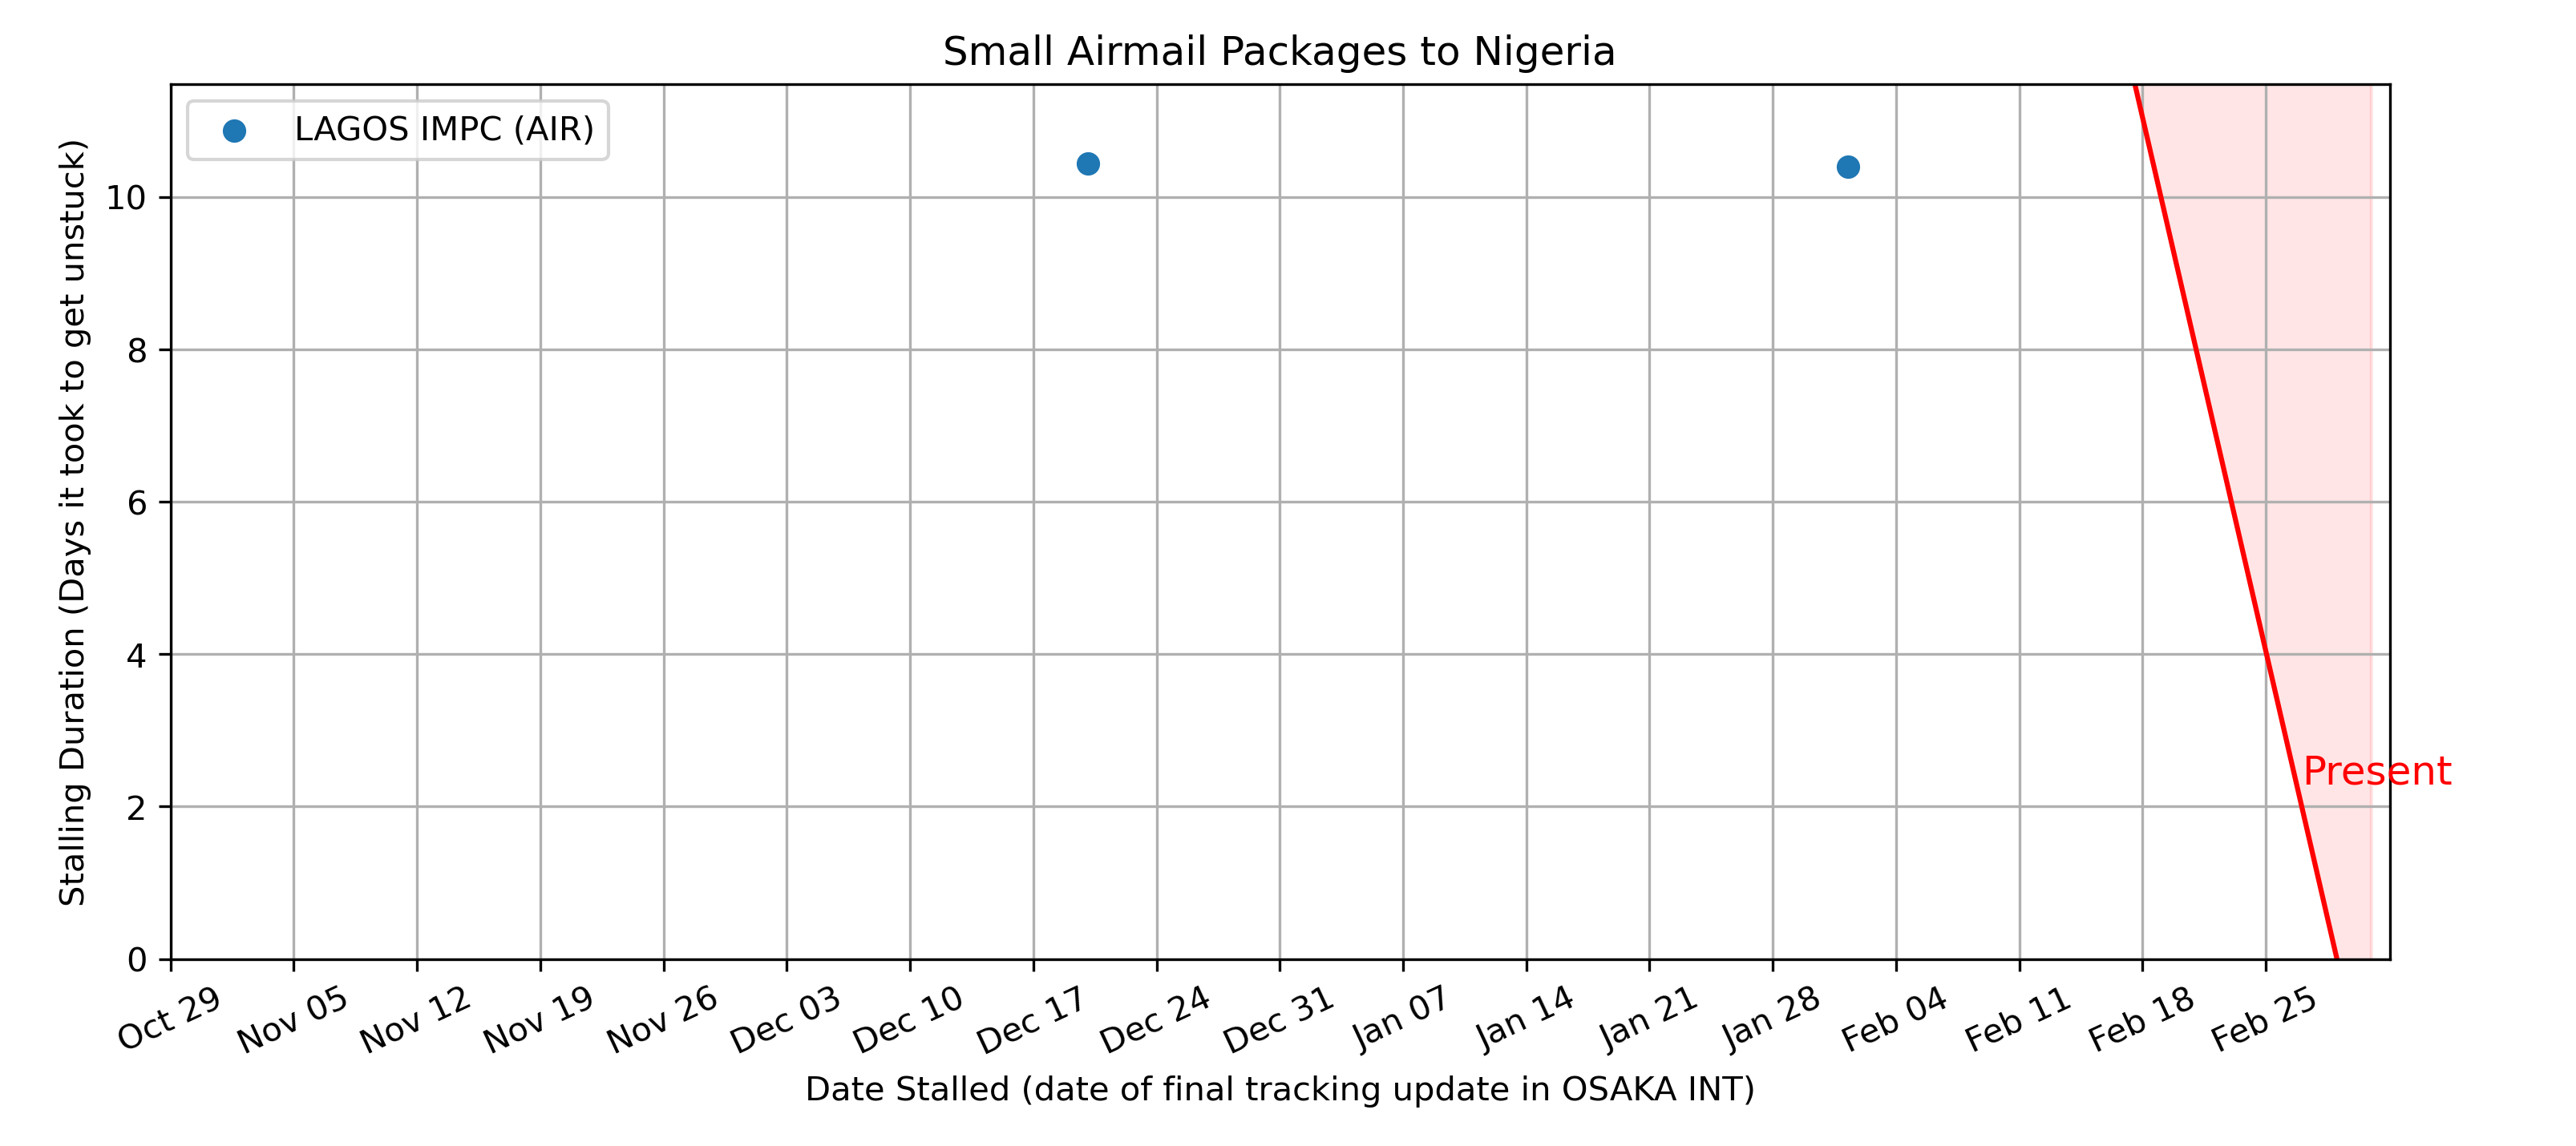 Small Airmail Packages to Nigeria
LAGOS IMPC (AIR)
Stalling Duration (Days it took to get unstuck)
10
8
6
4
2
0
Present
Oct 29
Nov 05
Nov 12
Nov 19
Nov 26
Dec 03
Dec 10
Dec 17
Dec 24
Dec 31
Jan 07
Jan 14
Jan 21
Jan 28
Feb 04
Feb 11
Feb 18
Feb 25
Date Stalled (date of final tracking update in OSAKA INT)